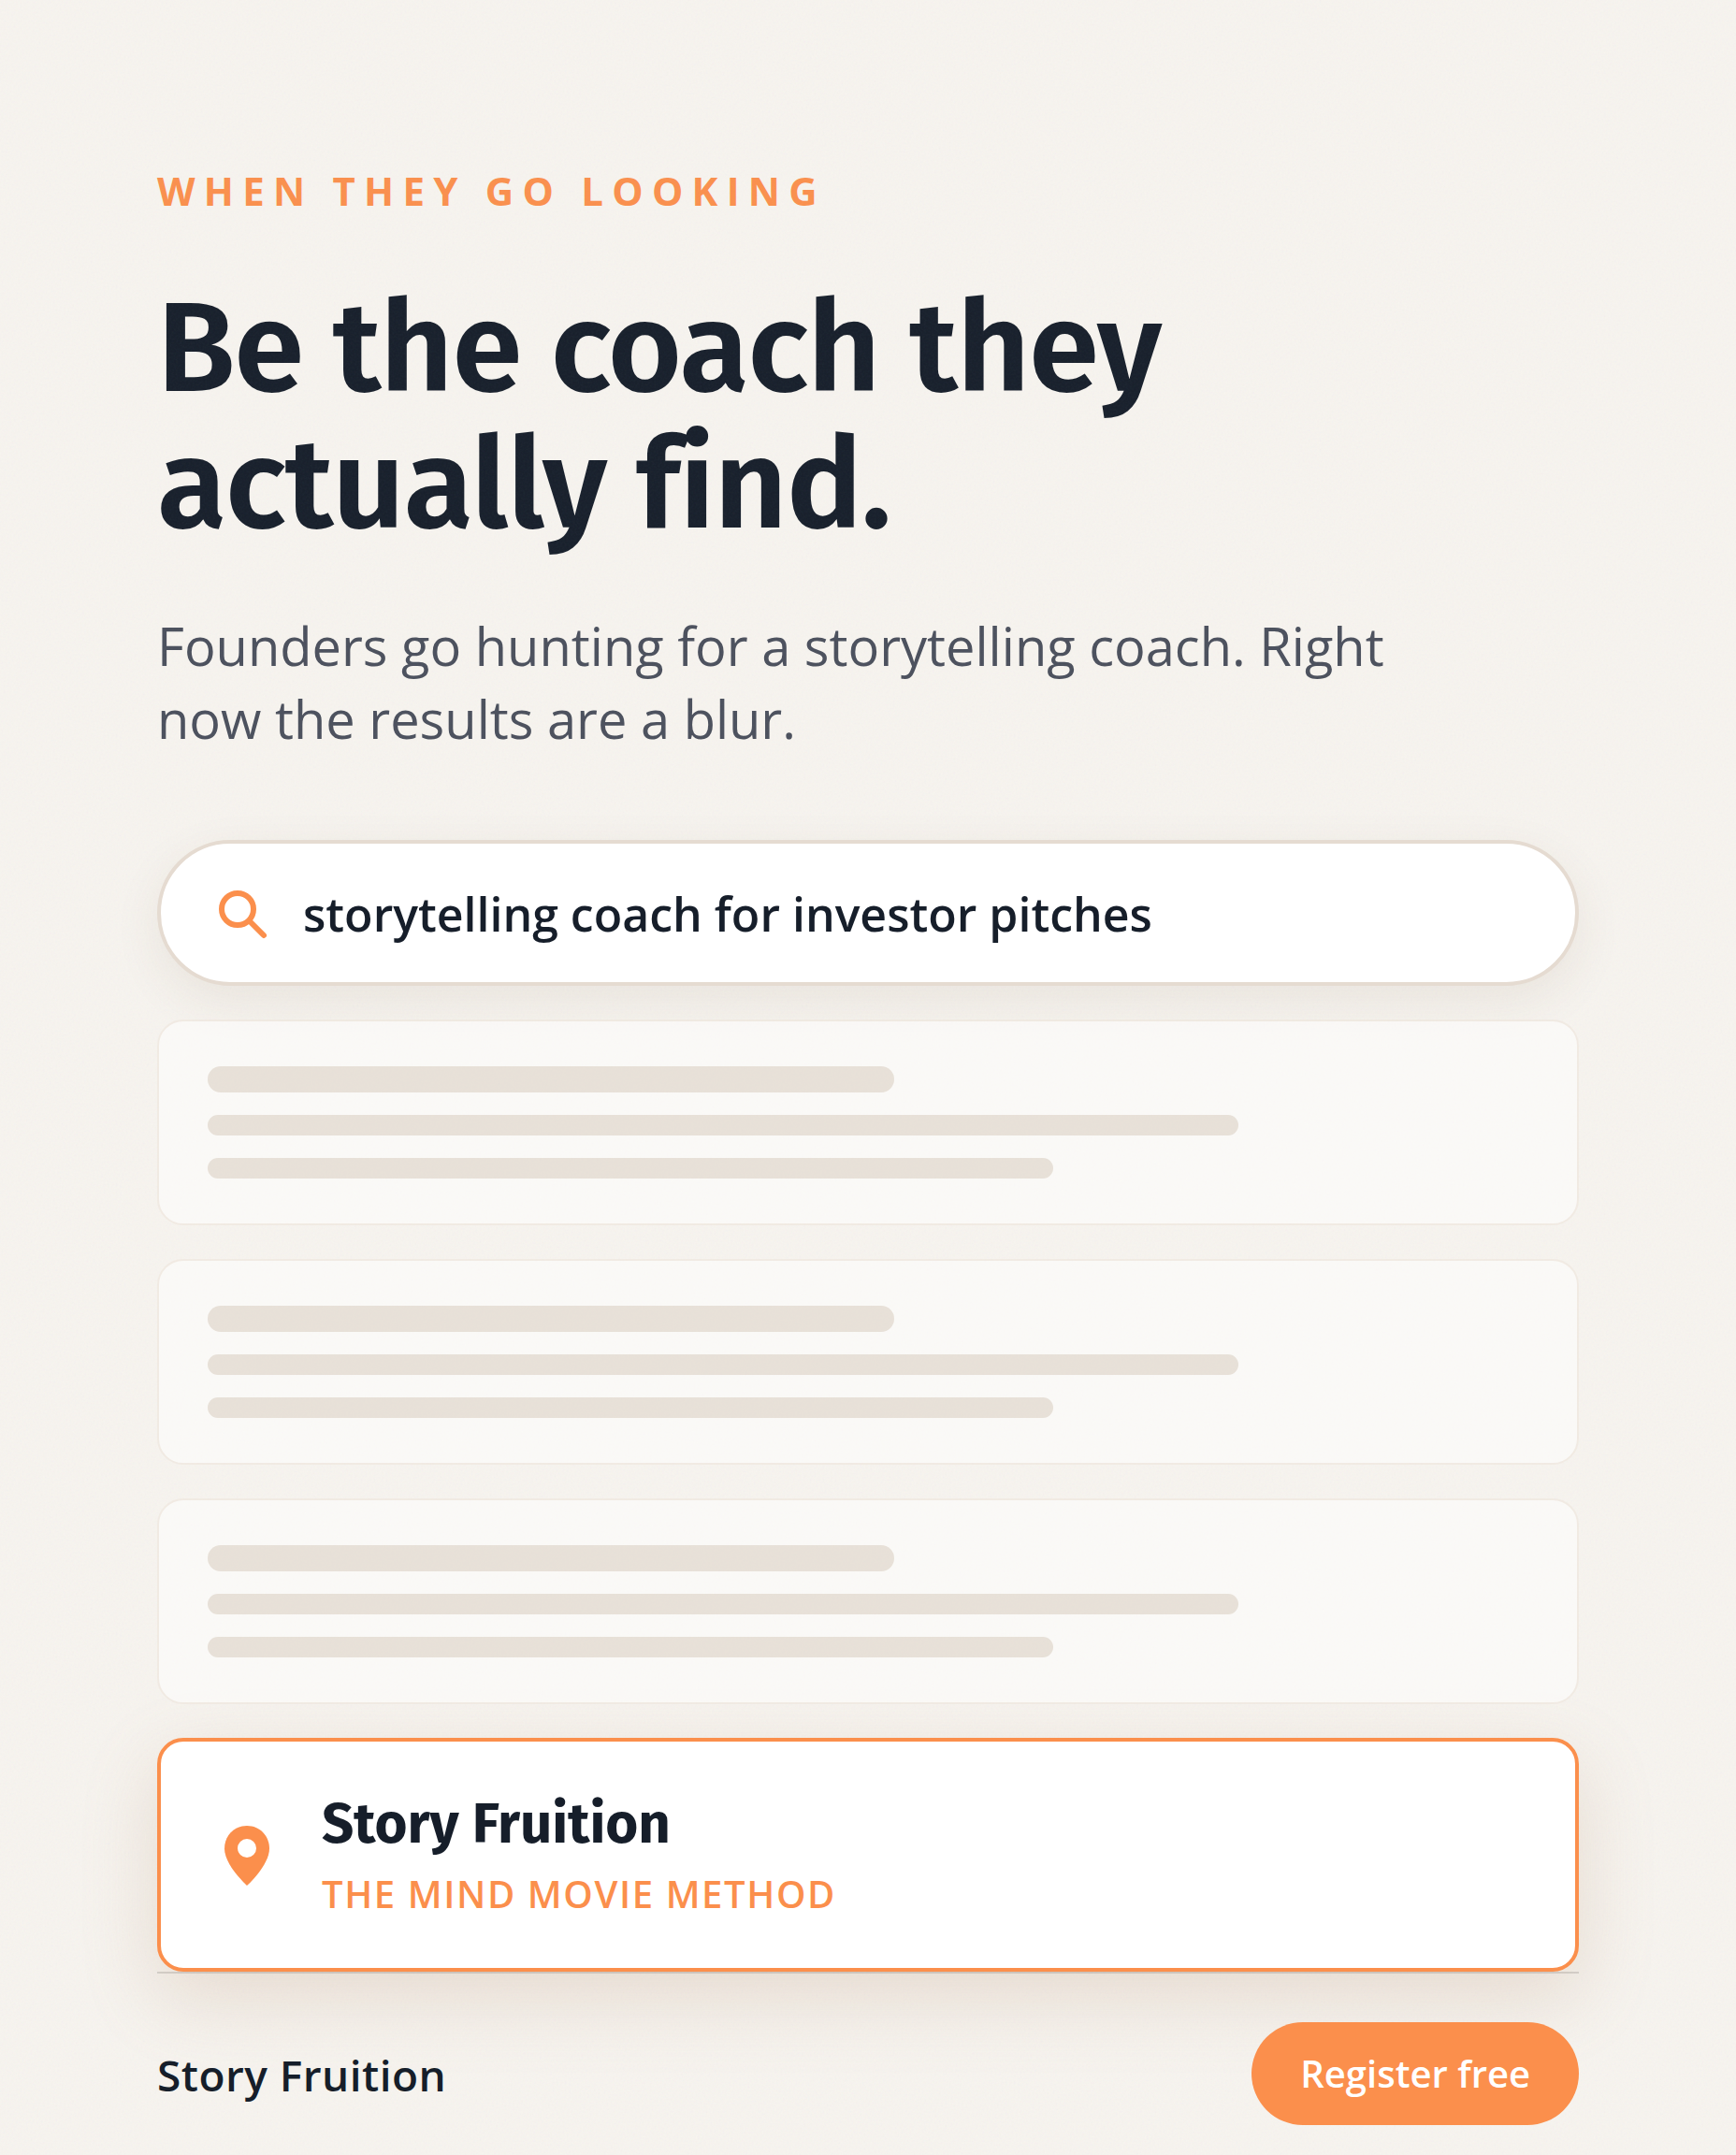 WHEN THEY GO LOOKING
Be the coach they
actually find.
Founders go hunting for a storytelling coach. Right
now the results are a blur.
storytelling coach for investor pitches
Story Fruition
THE MIND MOVIE METHOD
Story Fruition
Register free